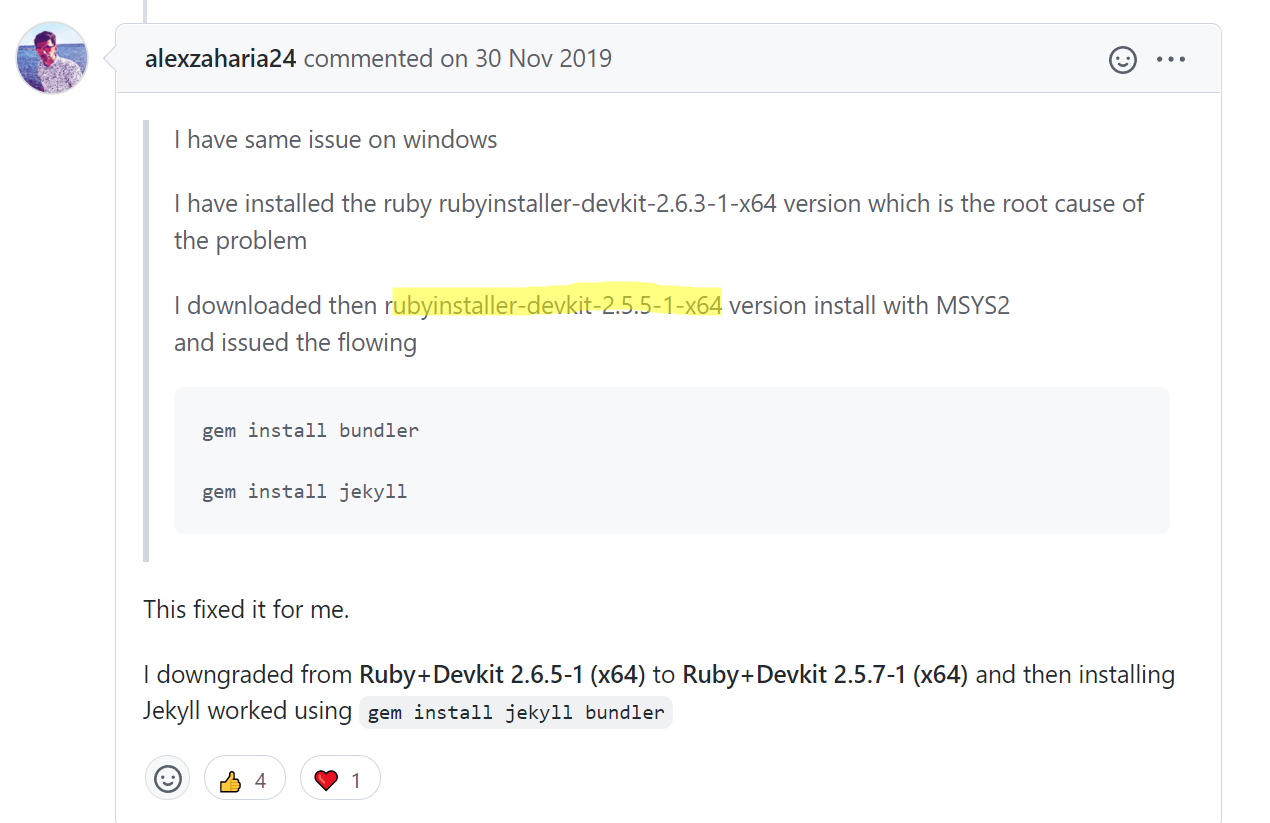 alexzaharia24 commented on 30 Nov 2019
I have same issue on windows
I have installed the ruby rubyinstaller-devkit-2.6.3-1-x64 version which is the root cause of
the problem
I downloaded then rubyinstaller-devkit-2.5.5-1-x64 version install with MSYS2
and issued the flowing
gem install bundler
gem install jekyll
This fixed it for me.
I downgraded from Ruby+Devkit 2.6.5-1 (x64) to Ruby+Devkit 2.5.7-1 (x64) and then installing
Jekyll worked using gem install jekyll bundler
4 1